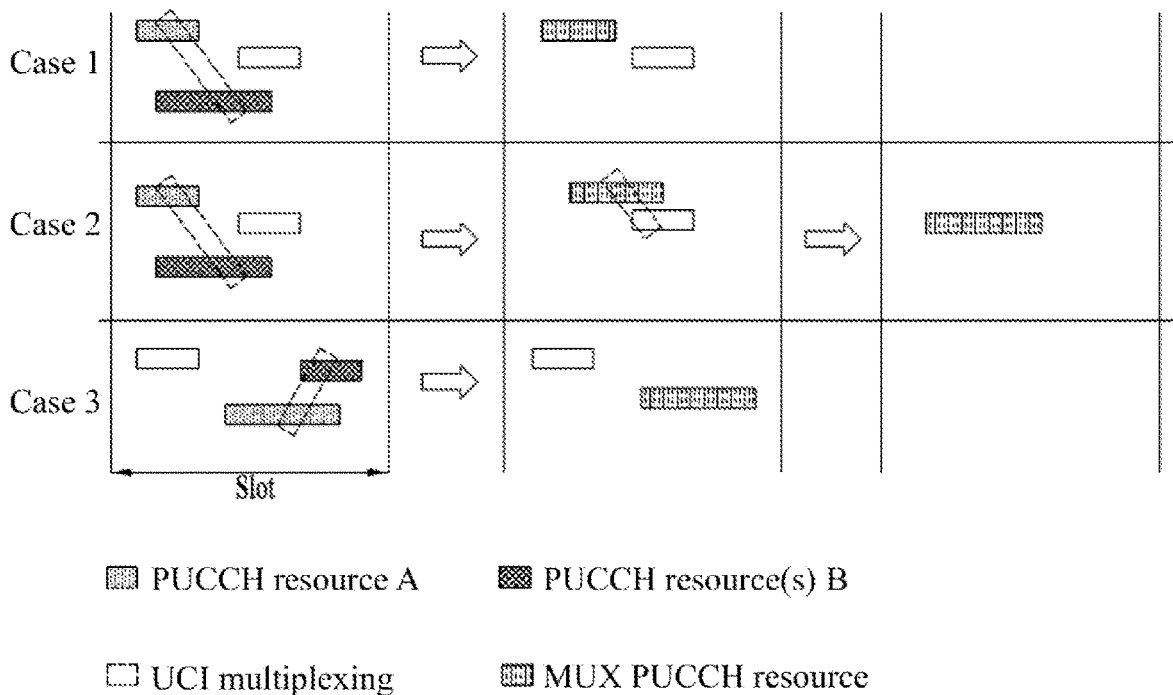 Case 1
Case 2
Case 3
Slot
PUCCH resource A
PUCCH resource(s) B
UCI multiplexing
MUX PUCCH resource